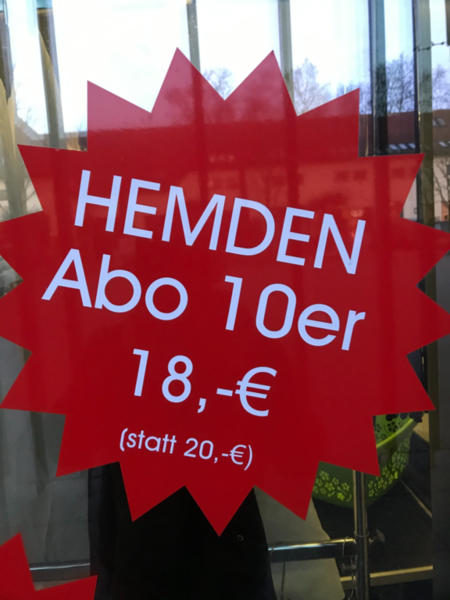 HEMDEN
Abo 10er
18,-€
(statt 20,-€)